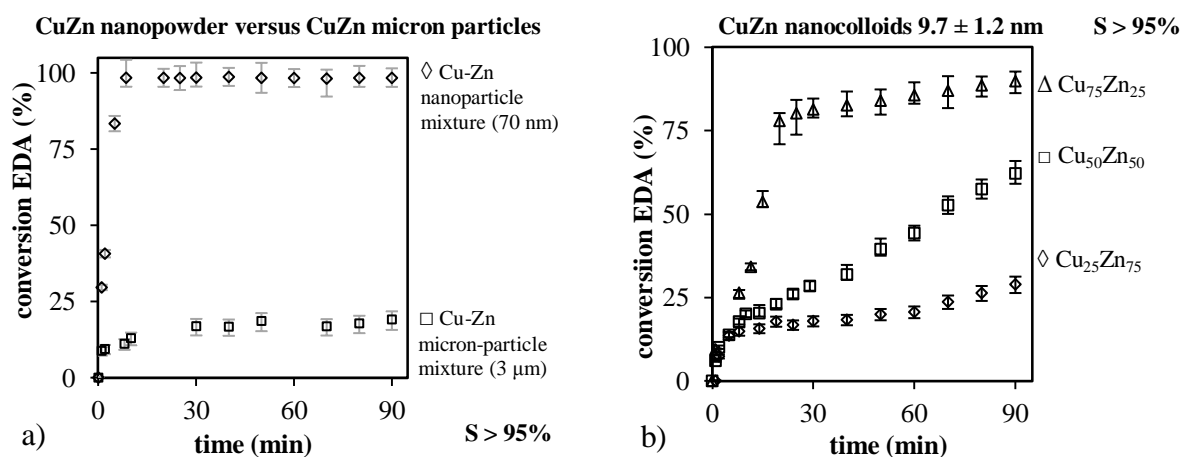 CuZn nanopowder versus CuZn micron particles
conversion EDA (%)
100
75
50
25
0
0
30
60
90
time (min)
◊ Cu-Zn
nanoparticle
mixture (70 nm)
□ Cu-Zn
micron-particle
mixture (3 μm)
a)
S > 95%
CuZn nanocolloids 9.7 ± 1.2 nm S > 95%
conversiion EDA (%)
100
75
50
25
0
0
30
60
90
time (min)
△ Cu₇₅Zn₂₅
□ Cu₅₀Zn₅₀
◊ Cu₂₅Zn₇₅
b)